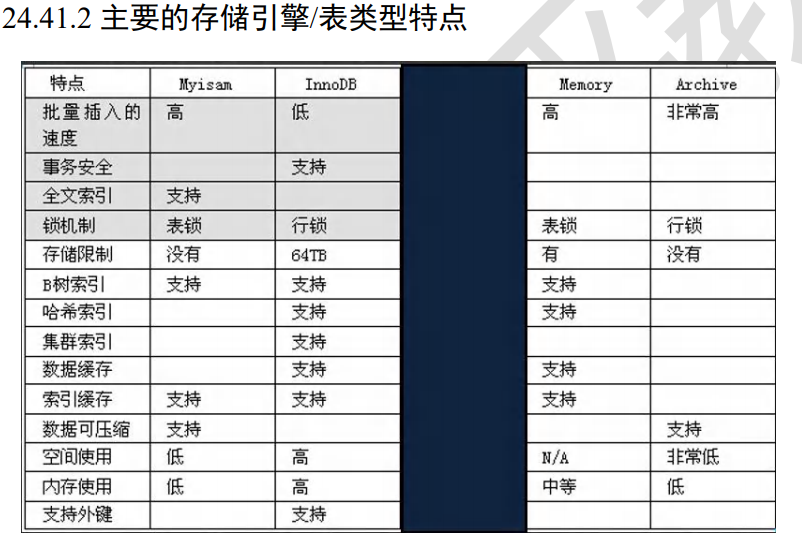 24.41.2 主要的存储引擎/表类型特点
特点 Myisam InnoDB Memory Archive
批量插入的 高 低 高 非常高
速度
事务安全 支持
全文索引 支持
锁机制 表锁 行锁 表锁 行锁
存储限制 没有 64TB 有 没有
B树索引 支持 支持 支持
哈希索引 支持 支持
集群索引 支持
数据缓存 支持 支持
索引缓存 支持 支持 支持
数据可压缩 支持 支持
空间使用 低 高 N/A 非常低
内存使用 低 高 中等 低
支持外键 支持